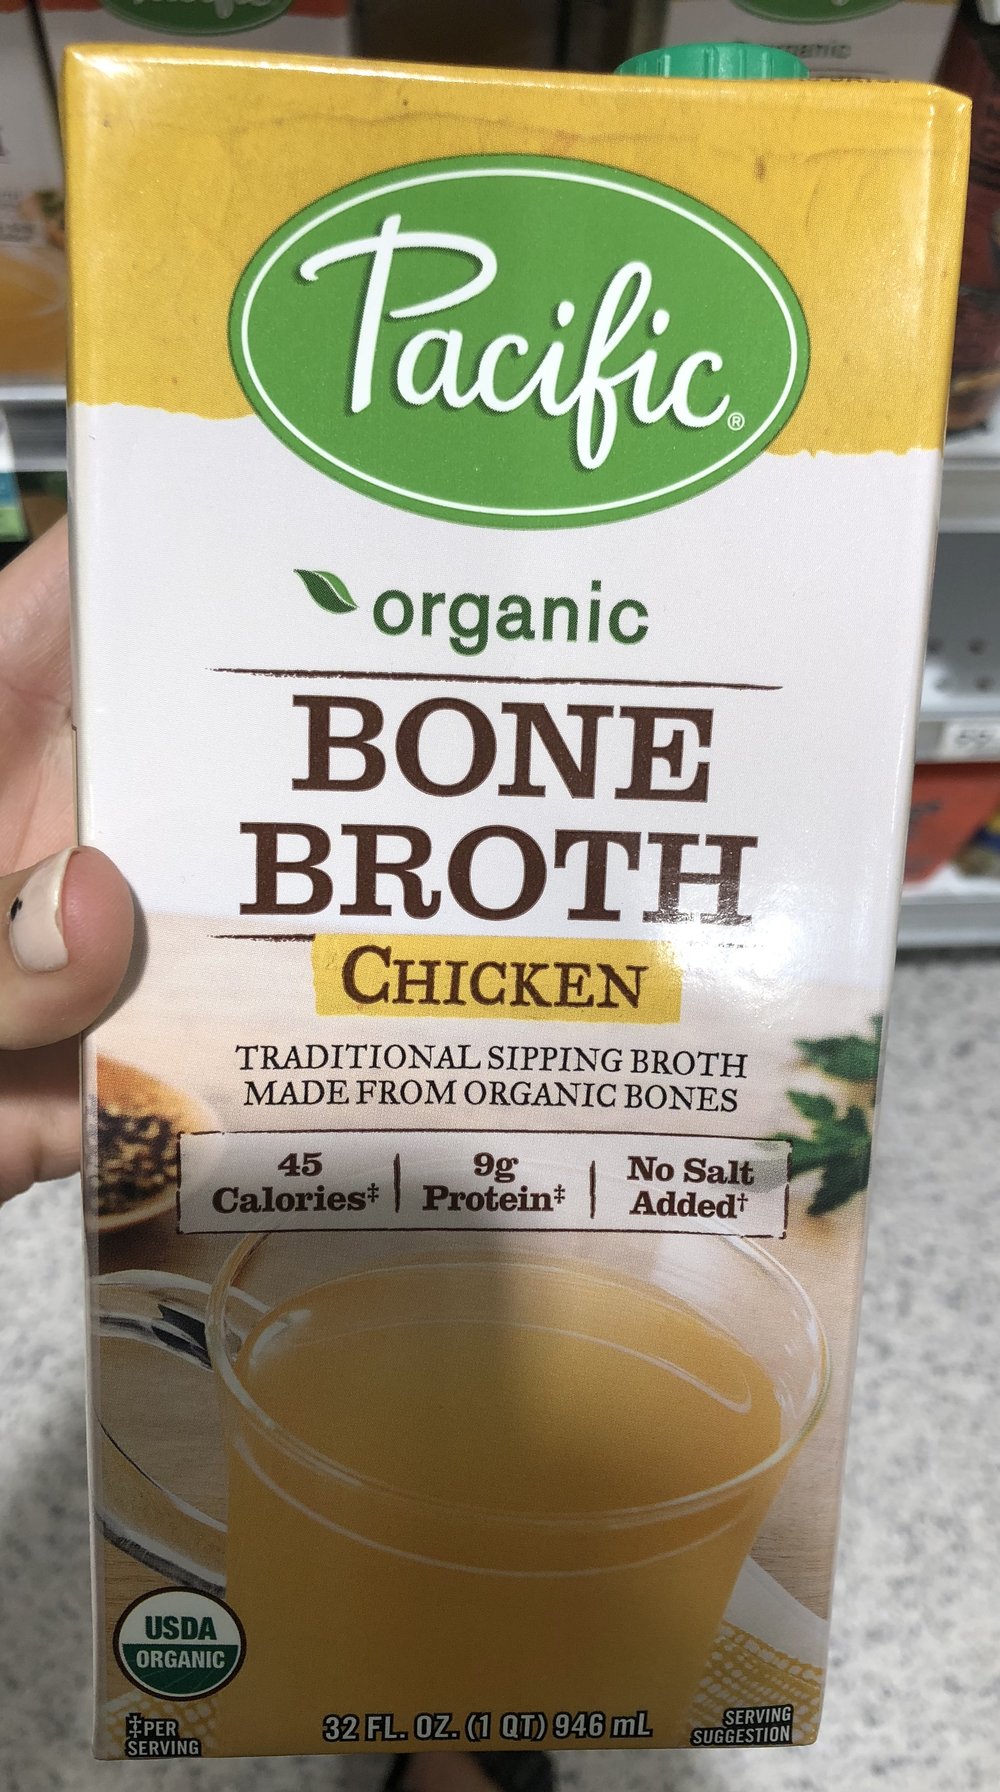 Pacific®
organic
BONE
BROTH
CHICKEN
TRADITIONAL SIPPING BROTH
MADE FROM ORGANIC BONES
45
Calories‡
9g
Protein‡
No Salt
Added†
USDA
ORGANIC
‡PER
SERVING
32 FL. OZ. (1 QT) 946 mL
SERVING
SUGGESTION